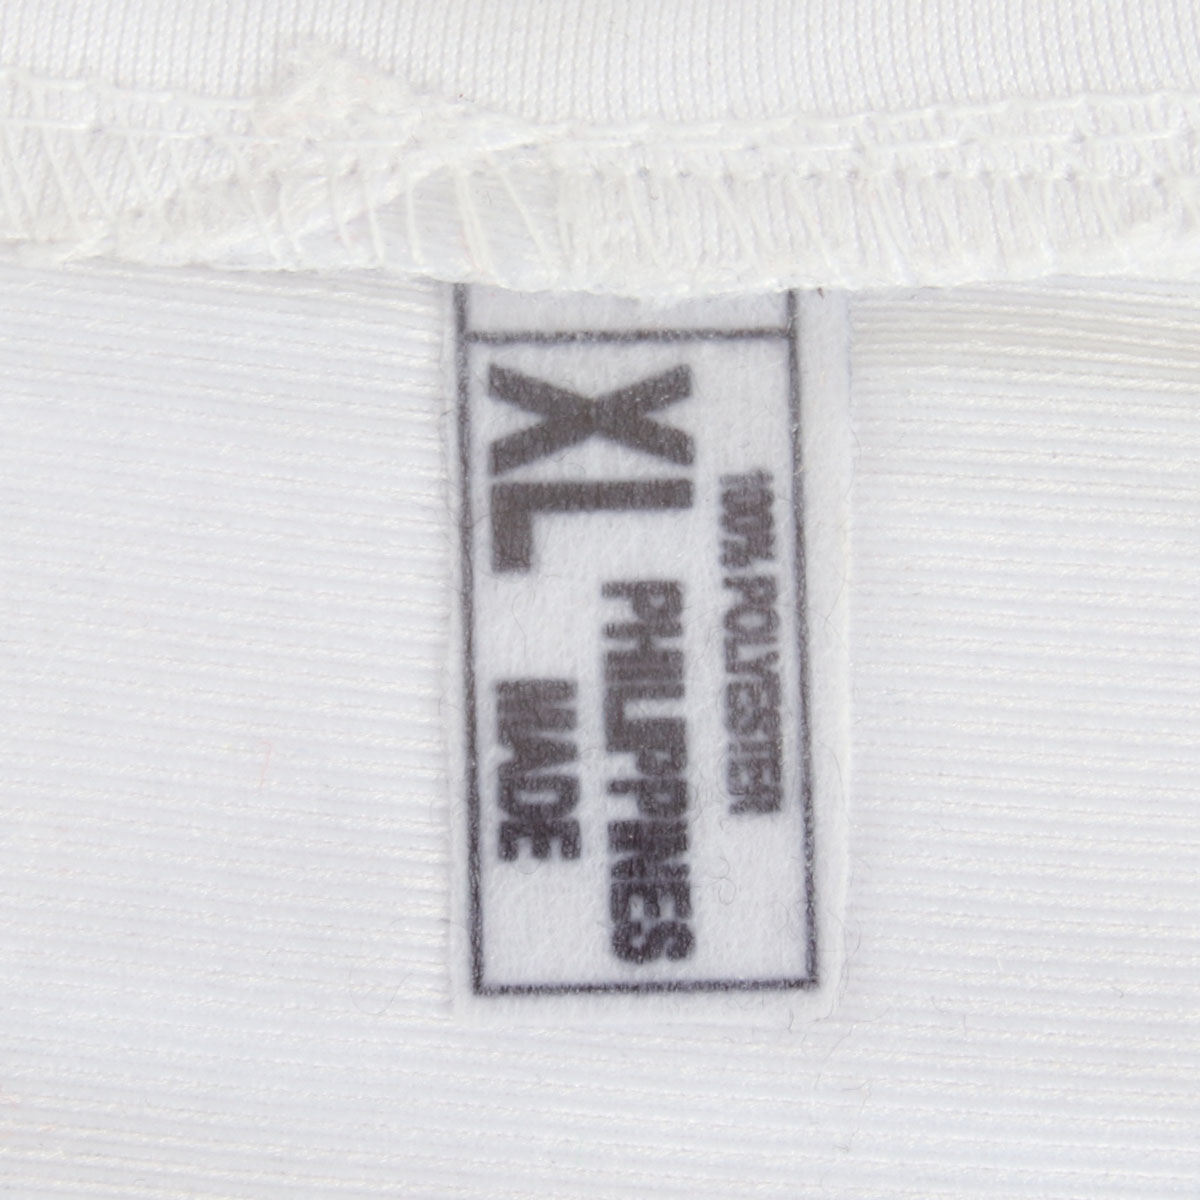 100% POLYESTER
XL
PHILIPPINES
MADE